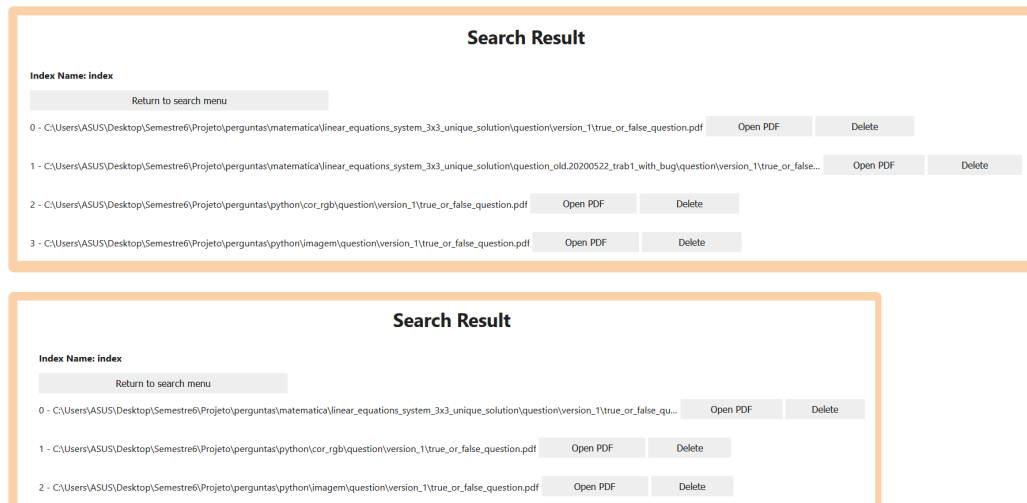 Search Result
Index Name: index
Return to search menu
0 - C:\Users\ASUS\Desktop\Semestre6\Projeto\perguntas\matematica\linear_equations_system_3x3_unique_solution\question\version_1\true_or_false_question.pdf Open PDF Delete
1 - C:\Users\ASUS\Desktop\Semestre6\Projeto\perguntas\matematica\linear_equations_system_3x3_unique_solution\question_old.20200522_trab1_with_bug\question\version_1\true_or_false... Open PDF Delete
2 - C:\Users\ASUS\Desktop\Semestre6\Projeto\perguntas\python\cor_rgb\question\version_1\true_or_false_question.pdf Open PDF Delete
3 - C:\Users\ASUS\Desktop\Semestre6\Projeto\perguntas\python\imagem\question\version_1\true_or_false_question.pdf Open PDF Delete
Search Result
Index Name: index
Return to search menu
0 - C:\Users\ASUS\Desktop\Semestre6\Projeto\perguntas\matematica\linear_equations_system_3x3_unique_solution\question\version_1\true_or_false_qu... Open PDF Delete
1 - C:\Users\ASUS\Desktop\Semestre6\Projeto\perguntas\python\cor_rgb\question\version_1\true_or_false_question.pdf Open PDF Delete
2 - C:\Users\ASUS\Desktop\Semestre6\Projeto\perguntas\python\imagem\question\version_1\true_or_false_question.pdf Open PDF Delete